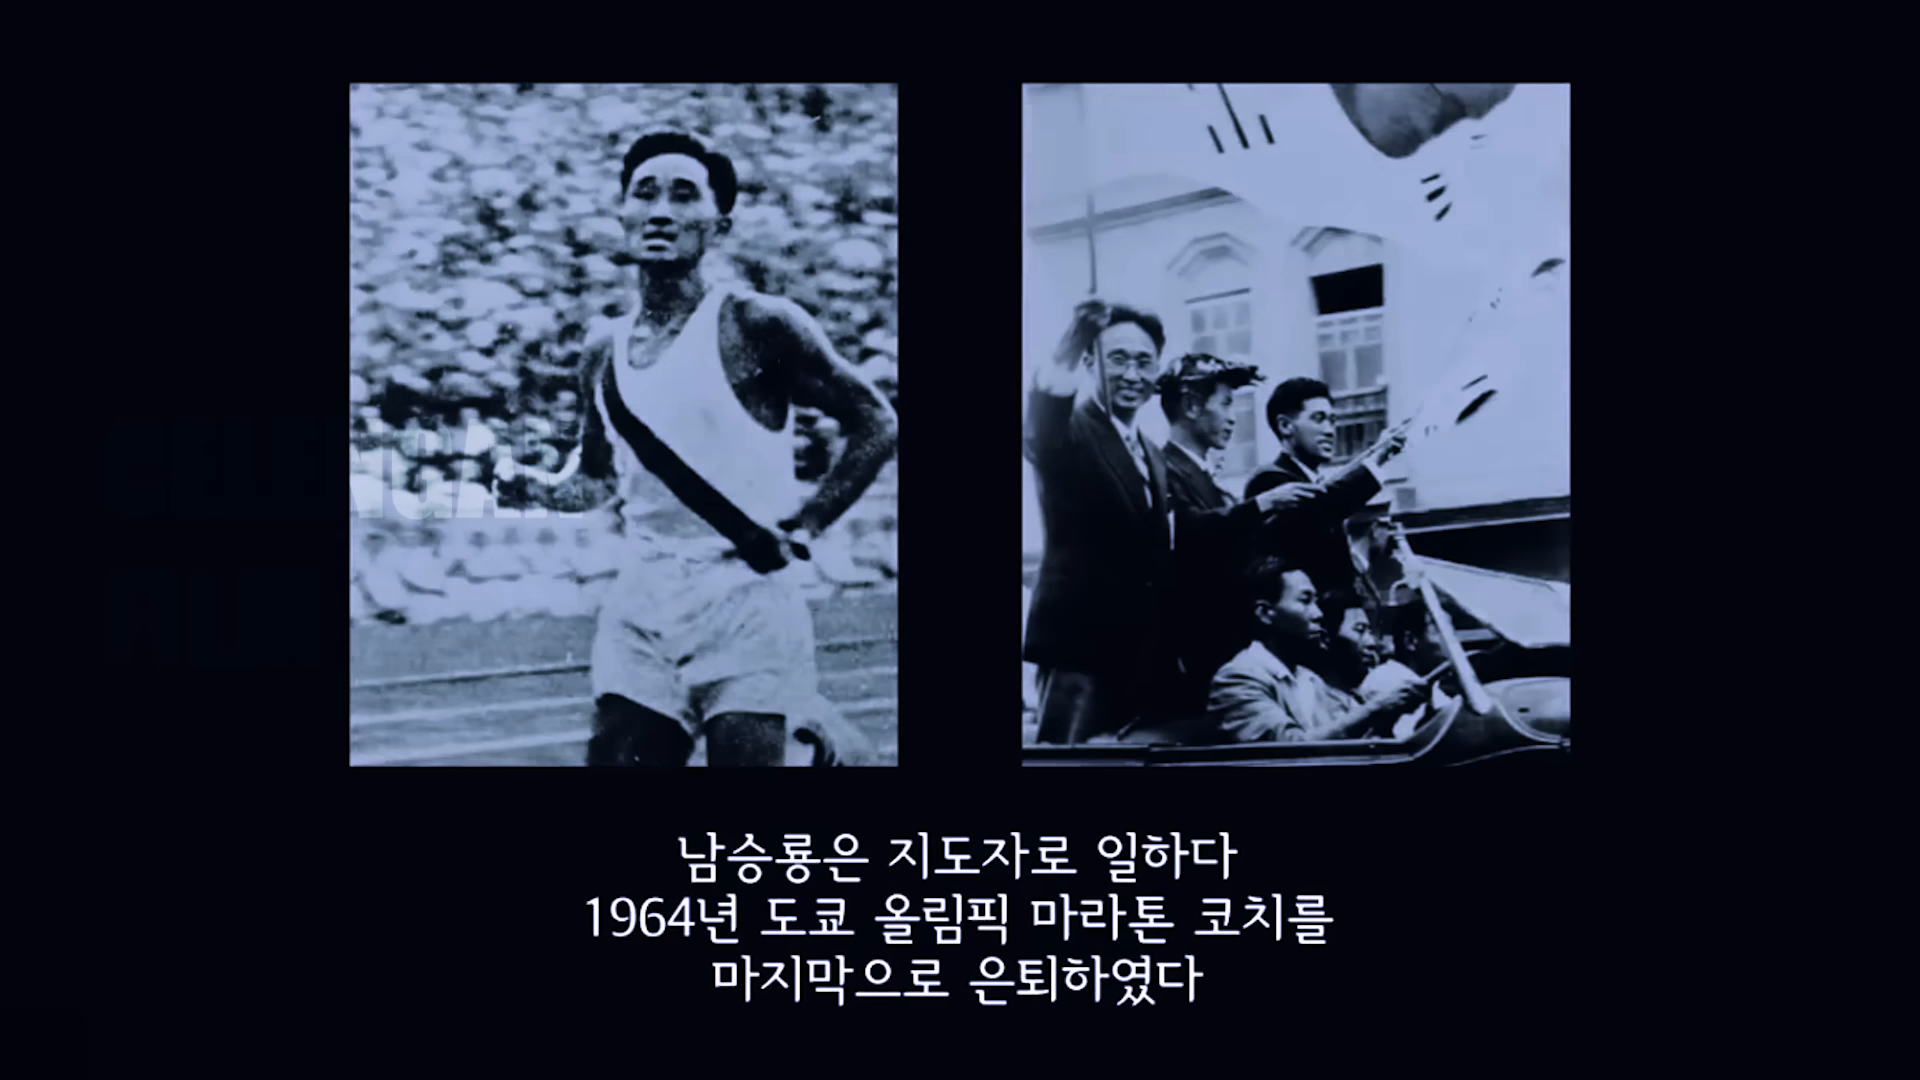 남승룡은 지도자로 일하다
1964년 도쿄 올림픽 마라톤 코치를
마지막으로 은퇴하였다